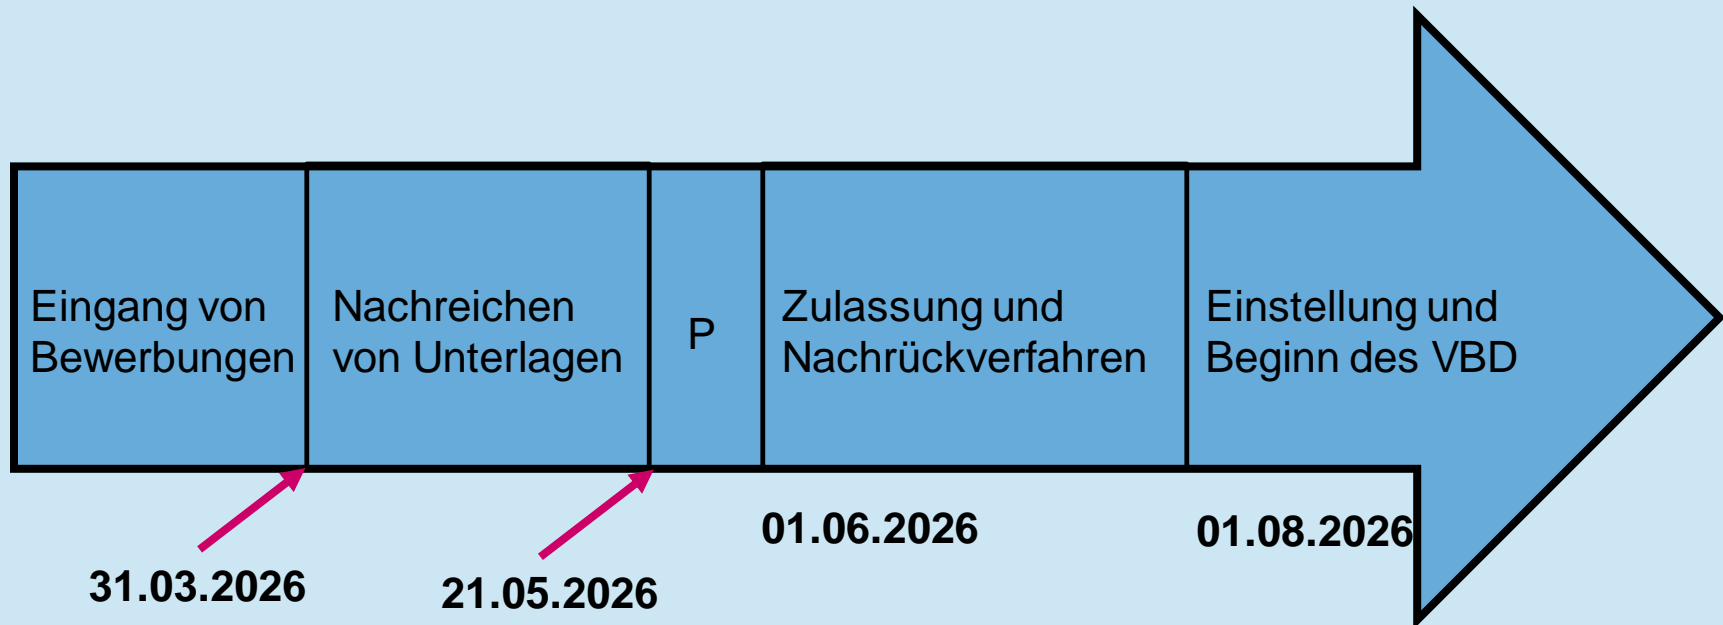 Eingang von
Bewerbungen
Nachreichen
von Unterlagen
P
Zulassung und
Nachrückverfahren
Einstellung und
Beginn des VBD
31.03.2026
21.05.2026
01.06.2026
01.08.2026